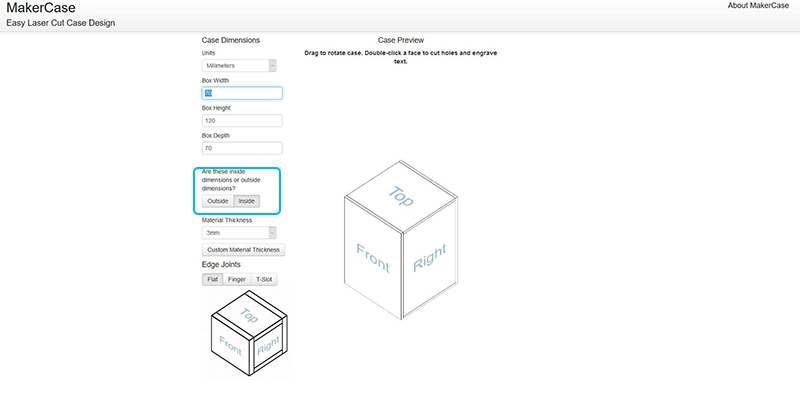 MakerCase
About MakerCase
Easy Laser Cut Case Design
Case Dimensions
Case Preview
Units
Drag to rotate case. Double-click a face to cut holes and engrave
text.
Millimeters
Box Width
70
Box Height
120
Box Depth
70
Are these inside
dimensions or outside
dimensions?
Outside Inside
Material Thickness
3mm
Custom Material Thickness
Edge Joints
Flat Finger T-Slot
Top
Front
Right
Top
Front
Right